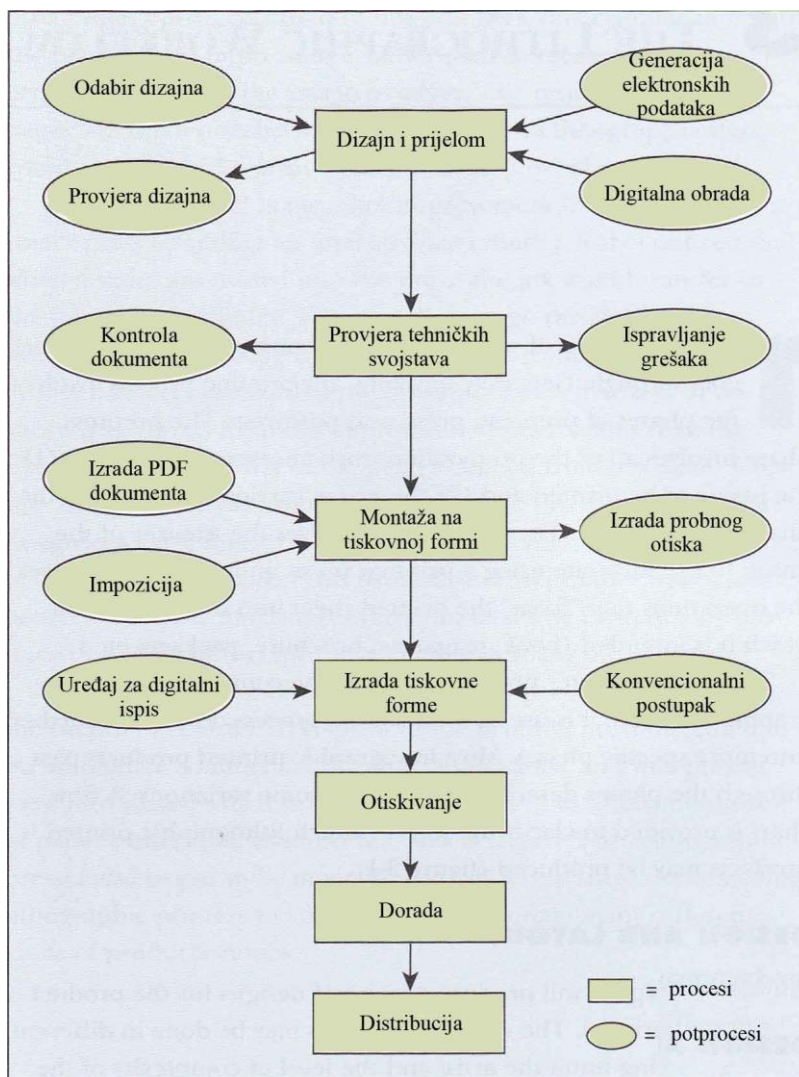 Odabir dizajna
Generacija
elektronskih
podataka
Dizajn i prijelom
Provjera dizajna
Digitalna obrada
Kontrola
dokumenta
Provjera tehničkih
svojstava
Ispravljanje
grešaka
Izrada PDF
dokumenta
Montaža na
tiskovnoj formi
Izrada probnog
otiska
Impozicija
Uređaj za digitalni
ispis
Izrada tiskovne
forme
Konvencionalni
postupak
Otiskivanje
Dorada
Distribucija
= procesi
= potprocesi